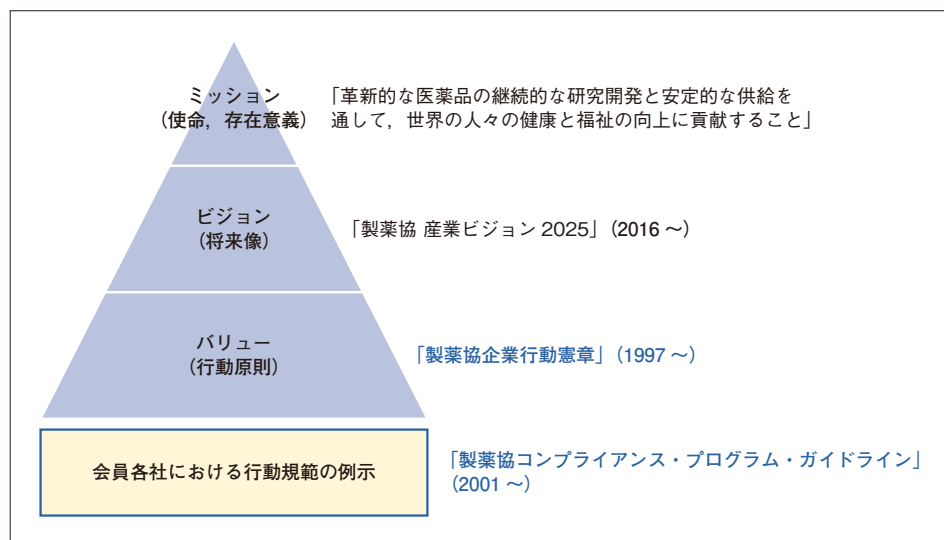 ミッション
（使命，存在意義）
「革新的な医薬品の継続的な研究開発と安定的な供給を
通して，世界の人々の健康と福祉の向上に貢献すること」
ビジョン
（将来像）
「製薬協 産業ビジョン 2025」（2016 ～）
バリュー
（行動原則）
「製薬協企業行動憲章」（1997 ～）
会員各社における行動規範の例示
「製薬協コンプライアンス・プログラム・ガイドライン」
（2001 ～）